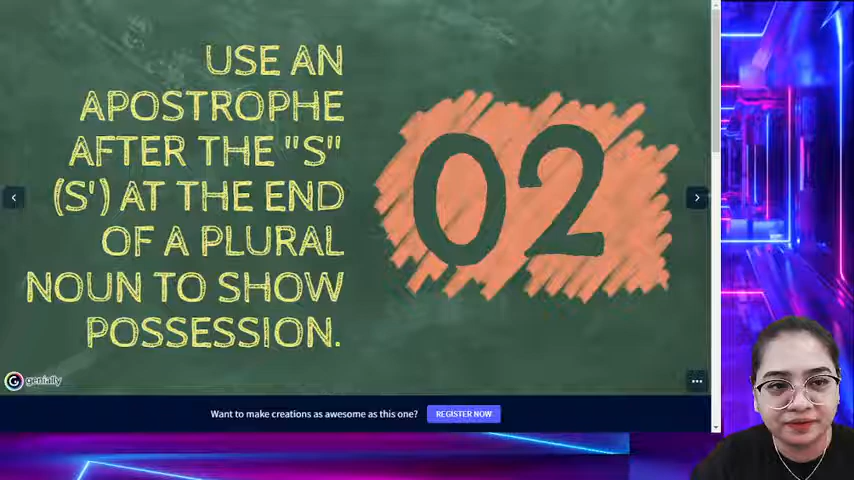 USE AN
APOSTROPHE
AFTER THE "S"
(S') AT THE END
OF A PLURAL
NOUN TO SHOW
POSSESSION.
02
genially
Want to make creations as awesome as this one?
REGISTER NOW